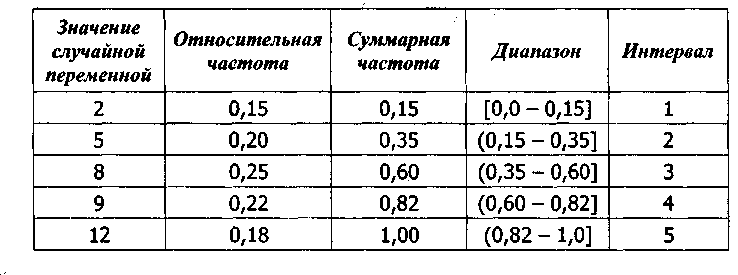 Значение случайной переменной | Относительная частота | Суммарная частота | Диапазон | Интервал
2 | 0,15 | 0,15 | [0,0 – 0,15] | 1
5 | 0,20 | 0,35 | (0,15 – 0,35] | 2
8 | 0,25 | 0,60 | (0,35 – 0,60] | 3
9 | 0,22 | 0,82 | (0,60 – 0,82] | 4
12 | 0,18 | 1,00 | (0,82 – 1,0] | 5